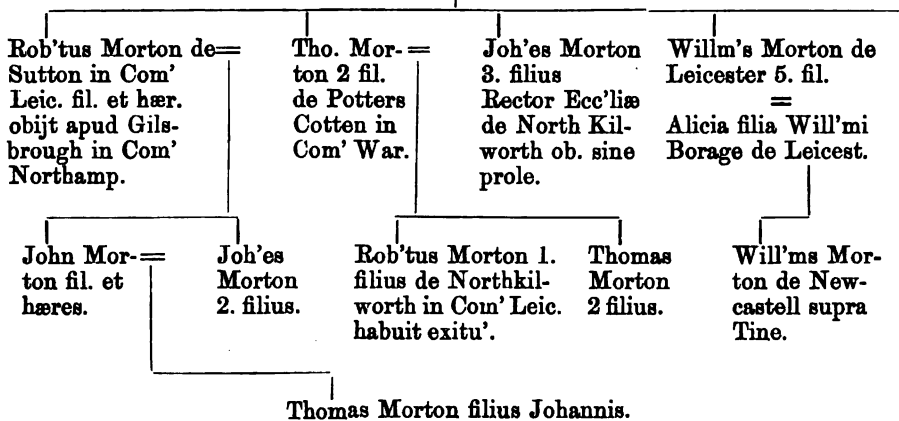 Rob'tus Morton de=
Sutton in Com'
Leic. fil. et hær.
obijt apud Gils-
brough in Com'
Northamp.
Tho. Mor- =
ton 2 fil.
de Potters
Cotten in
Com' War.
Joh'es Morton
3. filius
Rector Ecc'liæ
de North Kil-
worth ob. sine
prole.
Willm's Morton de
Leicester 5. fil.
=
Alicia filia Will'mi
Borage de Leicest.
John Mor-=
ton fil. et
hæres.
Joh'es
Morton
2. filius.
Rob'tus Morton 1.
filius de Northkil-
worth in Com' Leic.
habuit exitu'.
Thomas
Morton
2 filius.
Will'ms Mor-
ton de New-
castell supra
Tine.
Thomas Morton filius Johannis.